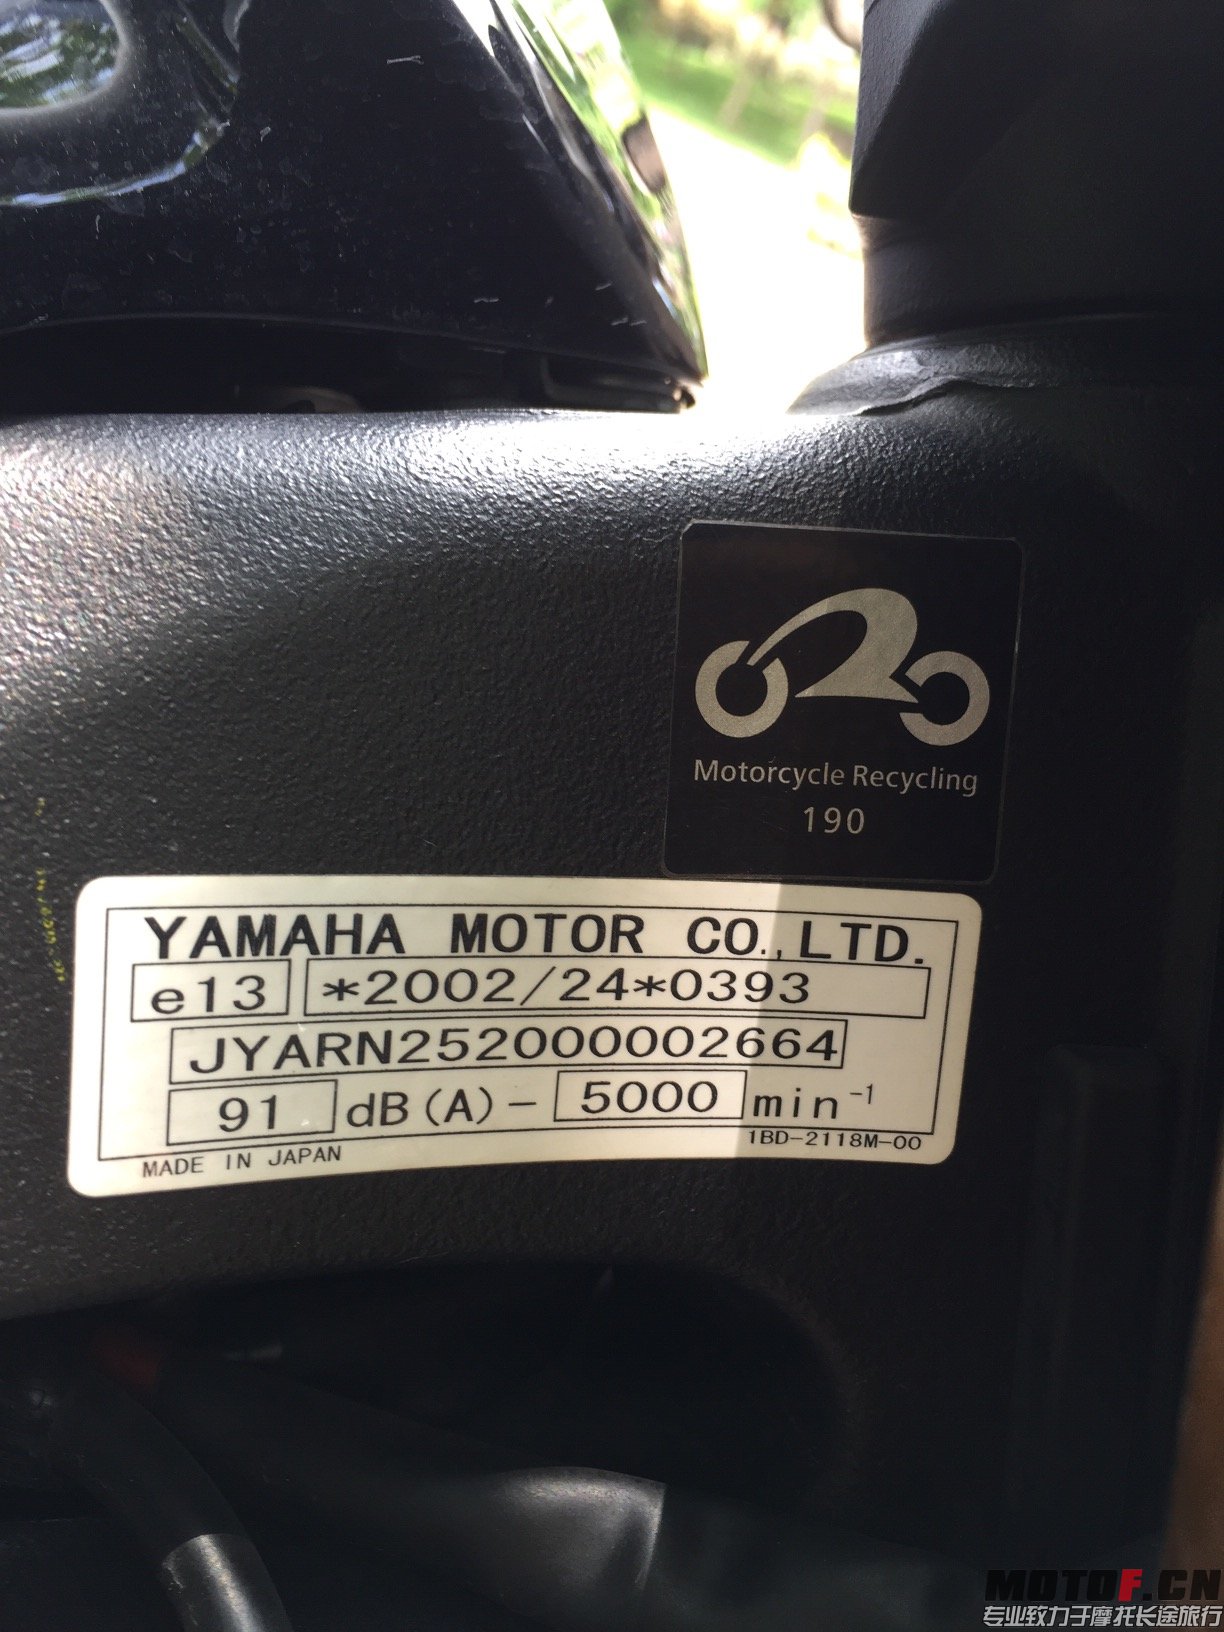 Motorcycle Recycling
190
YAMAHA MOTOR CO.,LTD.
e13 *2002/24*0393
JYARN252000002664
91 dB(A)- 5000 min⁻¹
1BD-2118M-00
MADE IN JAPAN
MOTOF.CN
专业致力于摩托长途旅行